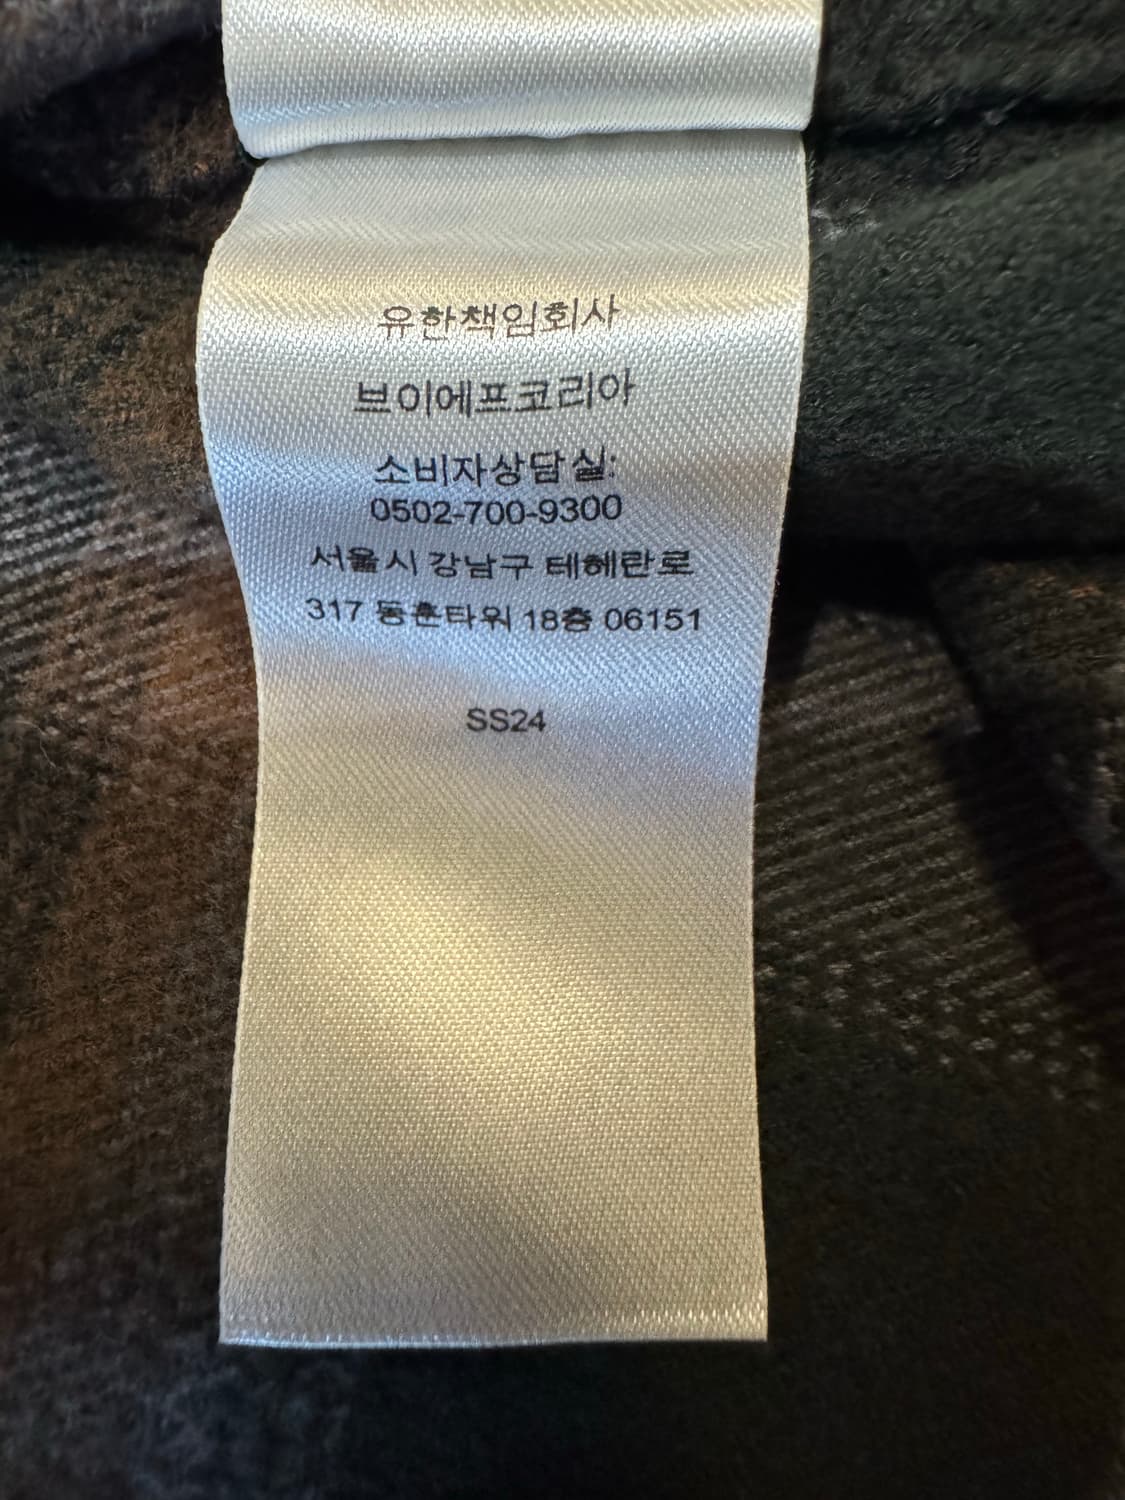 유한책임회사
브이에프코리아
소비자상담실:
0502-700-9300
서울시 강남구 테헤란로
317 동훈타워 18층 06151
SS24